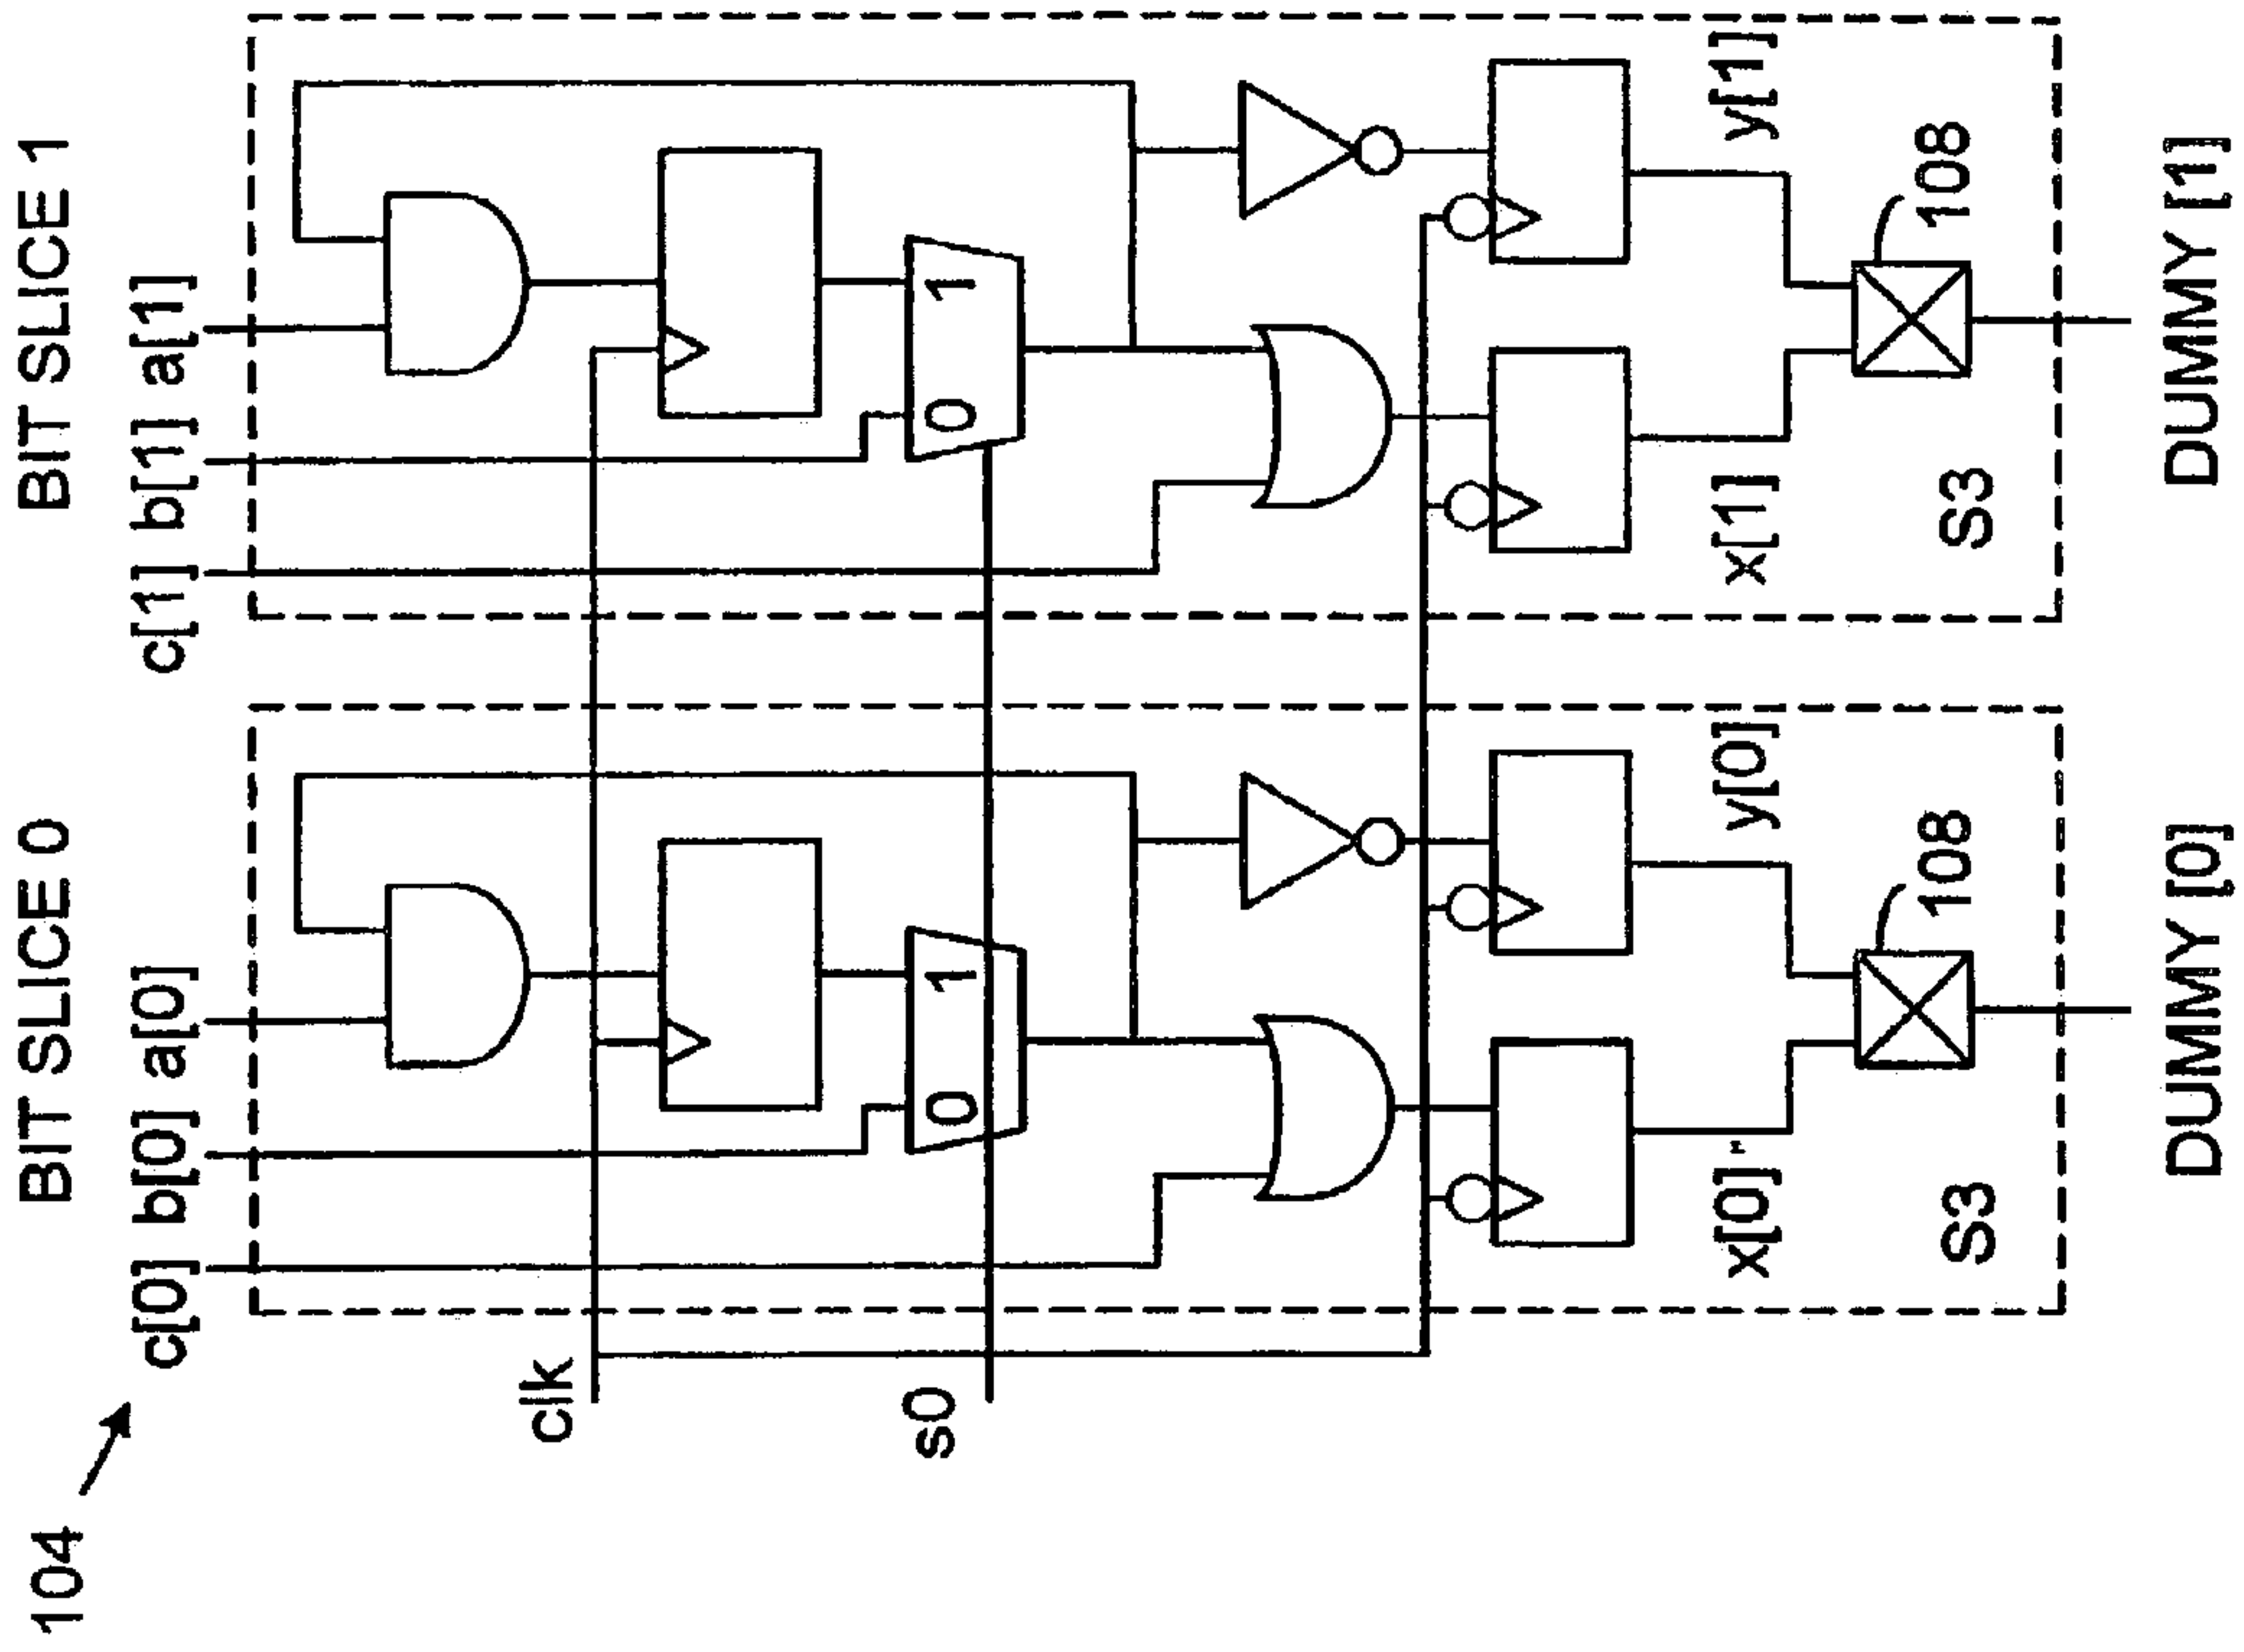 104
BIT SLICE 0
BIT SLICE 1
c[0] b[0] a[0]
c[1] b[1] a[1]
clk
s0
0 1
0 1
x[0]
y[0]
x[1]
y[1]
108
108
S3
S3
DUMMY [0]
DUMMY [1]